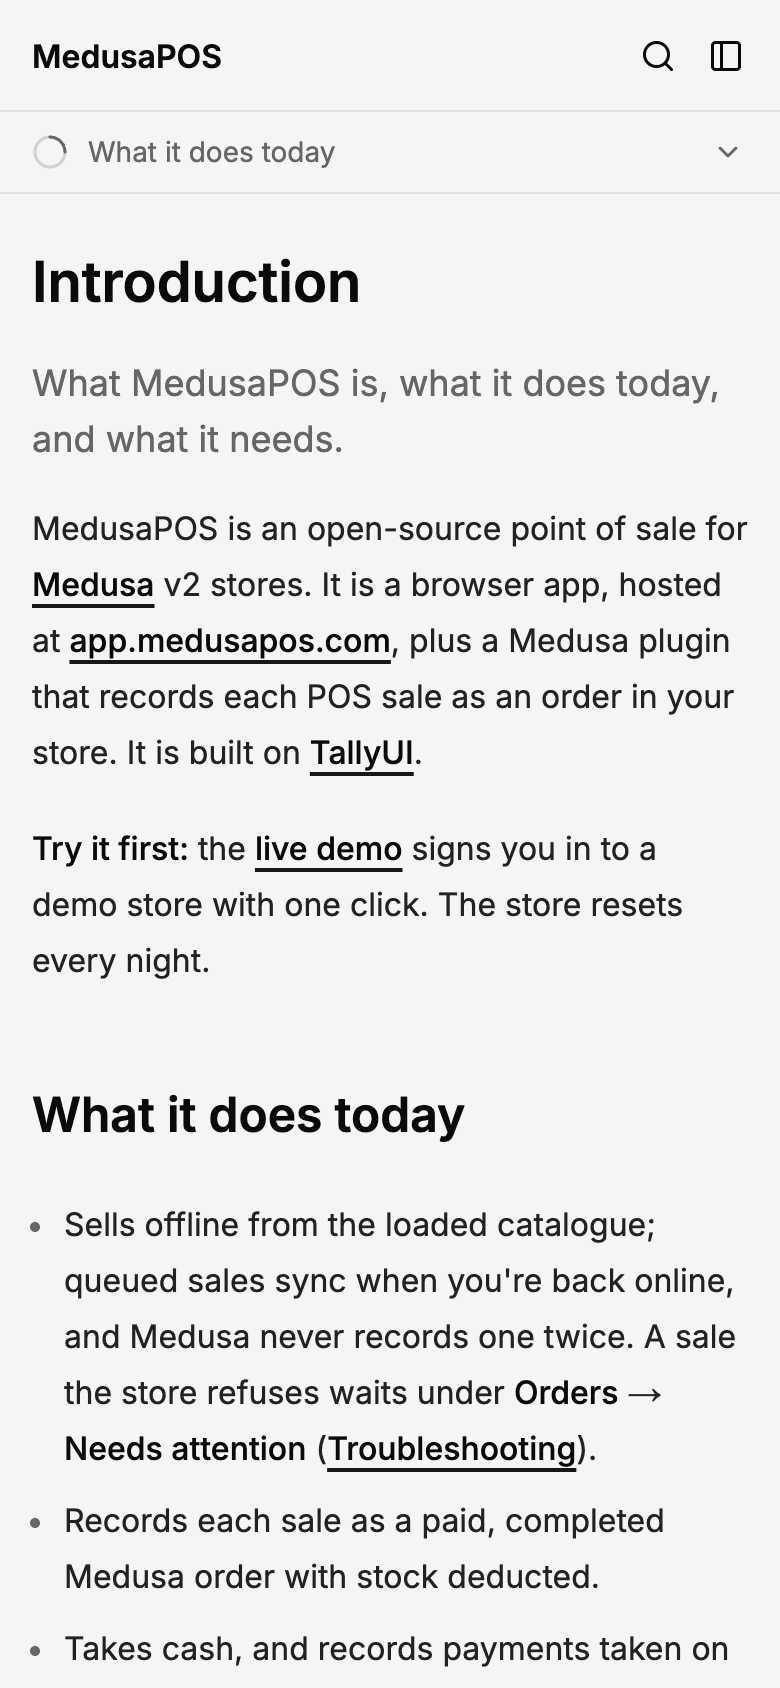 MedusaPOS
What it does today
Introduction
What MedusaPOS is, what it does today,
and what it needs.
MedusaPOS is an open-source point of sale for
Medusa v2 stores. It is a browser app, hosted
at app.medusapos.com, plus a Medusa plugin
that records each POS sale as an order in your
store. It is built on TallyUI.
Try it first: the live demo signs you in to a
demo store with one click. The store resets
every night.
What it does today
• Sells offline from the loaded catalogue;
queued sales sync when you're back online,
and Medusa never records one twice. A sale
the store refuses waits under Orders →
Needs attention (Troubleshooting).
• Records each sale as a paid, completed
Medusa order with stock deducted.
• Takes cash, and records payments taken on